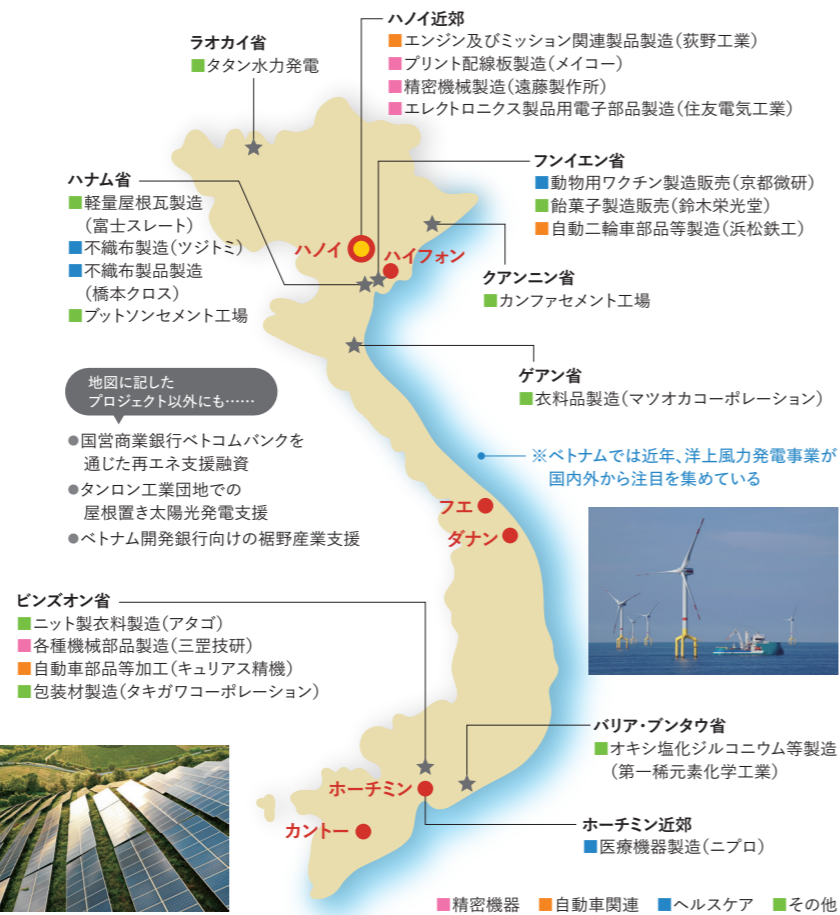 ハノイ近郊
■エンジン及びミッション関連製品製造（荻野工業）
■プリント配線板製造（メイコー）
■精密機械製造（遠藤製作所）
■エレクトロニクス製品用電子部品製造（住友電気工業）
ラオカイ省
■タタン水力発電
フンイエン省
■動物用ワクチン製造販売（京都微研）
■飴菓子製造販売（鈴木栄光堂）
■自動二輪車部品等製造（浜松鉄工）
ハナム省
■軽量屋根瓦製造
（富士スレート）
■不織布製造（ツジトミ）
■不織布製品製造
（橋本クロス）
■ブットソンセメント工場
ハノイ
ハイフォン
クアンニン省
■カンファセメント工場
ゲアン省
■衣料品製造（マツオカコーポレーション）
地図に記した
プロジェクト以外にも……
●国営商業銀行ベトコムバンクを
通じた再エネ支援融資
●タンロン工業団地での
屋根置き太陽光発電支援
●ベトナム開発銀行向けの裾野産業支援
※ベトナムでは近年、洋上風力発電事業が
国内外から注目を集めている
フエ
ダナン
ビンズオン省
■ニット製衣料製造（アタゴ）
■各種機械部品製造（三罡技研）
■自動車部品等加工（キュリアス精機）
■包装材製造（タキガワコーポレーション）
バリア・ブンタウ省
■オキシ塩化ジルコニウム等製造
（第一稀元素化学工業）
ホーチミン
カントー
ホーチミン近郊
■医療機器製造（ニプロ）
■精密機器 ■自動車関連 ■ヘルスケア ■その他